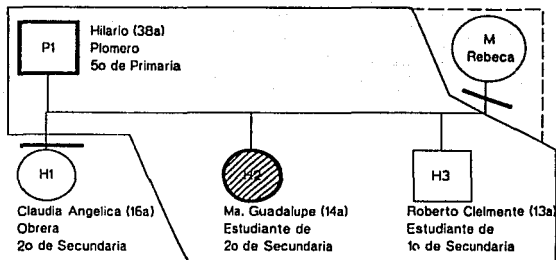 P1
Hilario (38a)
Plomero
5o de Primaria
M
Rebeca
H1
Claudia Angelica (16a)
Obrera
2o de Secundaria
H2
Ma. Guadalupe (14a)
Estudiante de
2o de Secundaria
H3
Roberto Clelmente (13a)
Estudiante de
1o de Secundaria